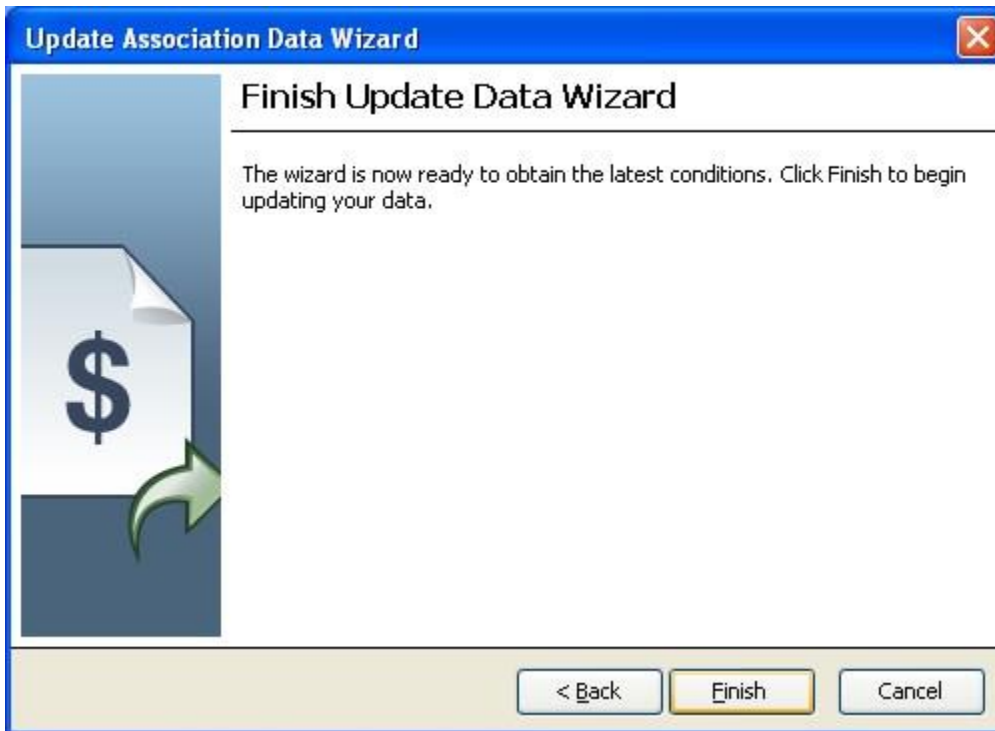 Update Association Data Wizard
Finish Update Data Wizard
The wizard is now ready to obtain the latest conditions. Click Finish to begin
updating your data.
$
< Back Finish Cancel